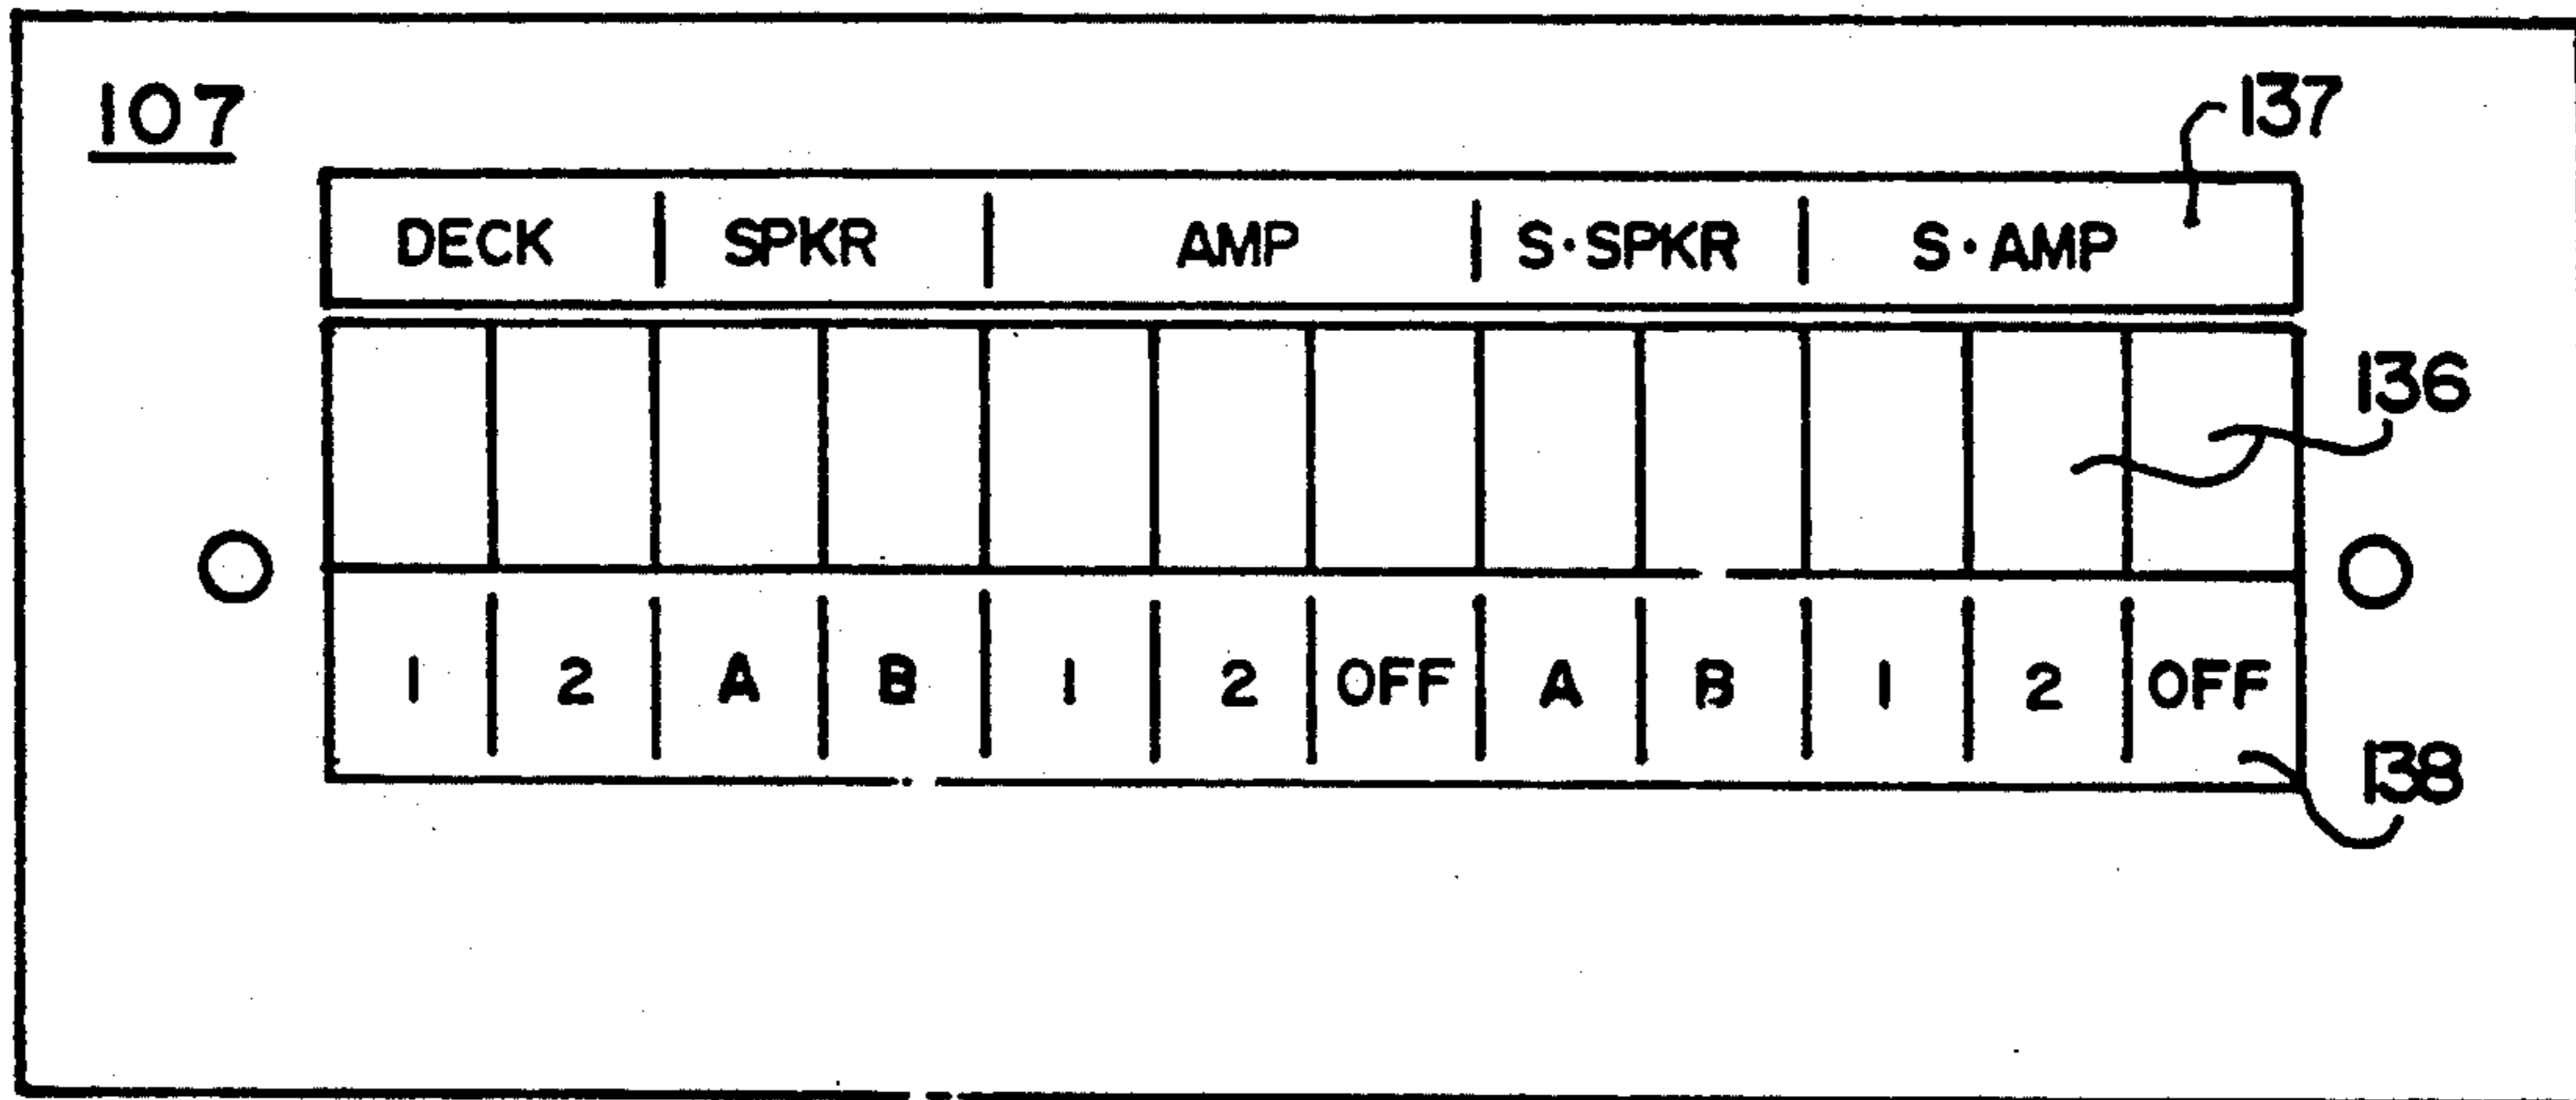 107
137
DECK | SPKR | AMP | S·SPKR | S·AMP
136
1 | 2 | A | B | 1 | 2 | OFF | A | B | 1 | 2 | OFF
138